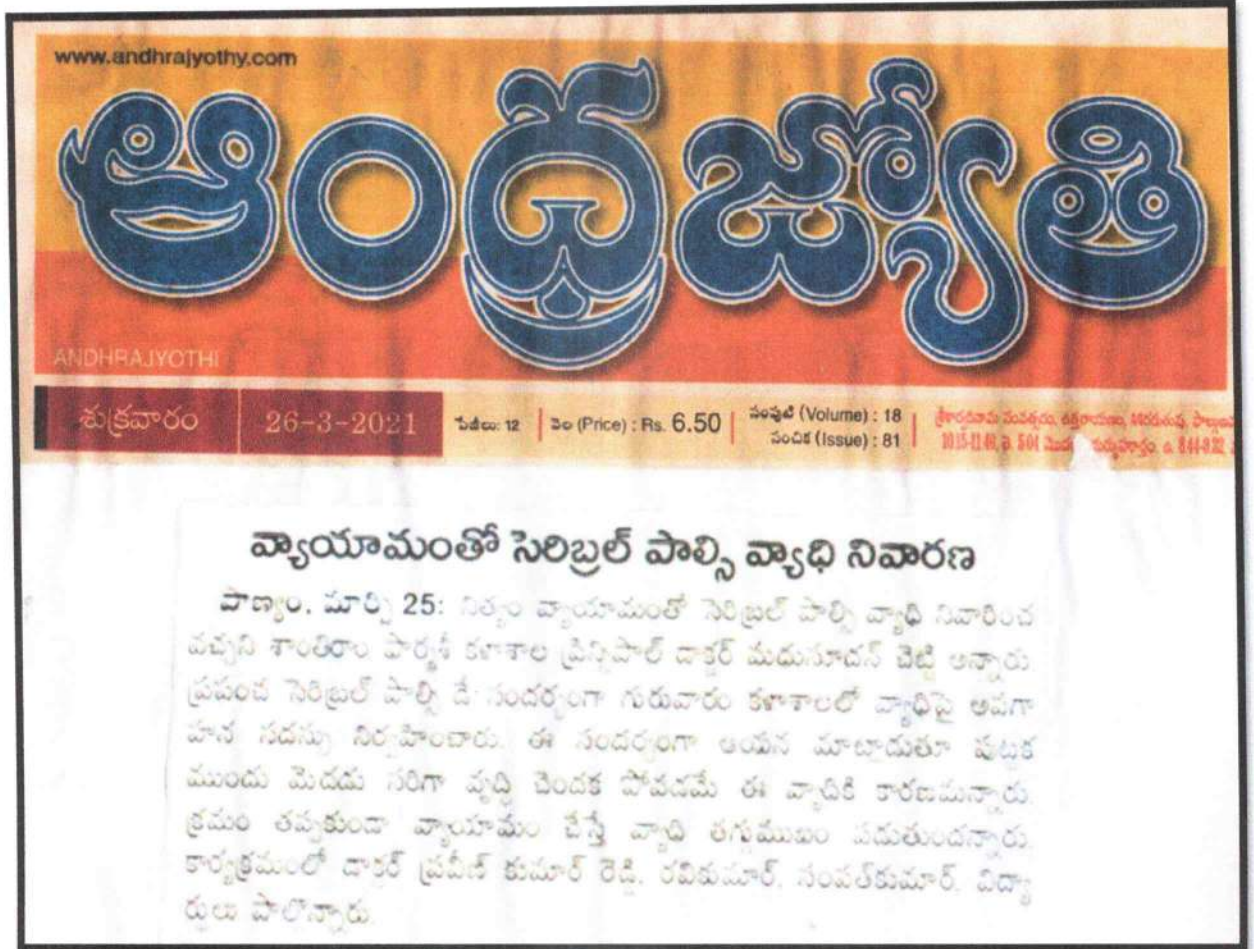 www.andhrajyothy.com
ఆంధ్రజ్యోతి
ANDHRAJYOTHI
శుక్రవారం 26-3-2021 పేజీలు: 12 వెల (Price) : Rs. 6.50 సంపుటి (Volume) : 18
సంచిక (Issue) : 81
వ్యాయామంతో సెరిబ్రల్ పాల్సి వ్యాధి నివారణ
పాణ్యం, మార్చి 25: నిత్యం వ్యాయామంతో సెరిబ్రల్ పాల్సి వ్యాధి నివారించ
వచ్చని శాంతిరాం ఫార్మశీ కళాశాల ప్రిన్సిపాల్ డాక్టర్ మధుసూదన్ చెట్టి అన్నారు.
ప్రపంచ సెరిబ్రల్ పాల్సి డే సందర్భంగా గురువారం కళాశాలలో వ్యాధిపై అవగా
హన సదస్సు నిర్వహించారు. ఈ సందర్భంగా ఆయన మాట్లాడుతూ పుట్టుక
ముందు మెదడు సరిగా వృద్ధి చెందక పోవడమే ఈ వ్యాధికి కారణమన్నారు.
క్రమం తప్పకుండా వ్యాయామం చేస్తే వ్యాధి తగ్గుముఖం పడుతుందన్నారు.
కార్యక్రమంలో డాక్టర్ ప్రవీణ్ కుమార్ రెడ్డి, రవికుమార్, సంపత్‌కుమార్, విద్యా
ర్థులు పాల్గొన్నారు.